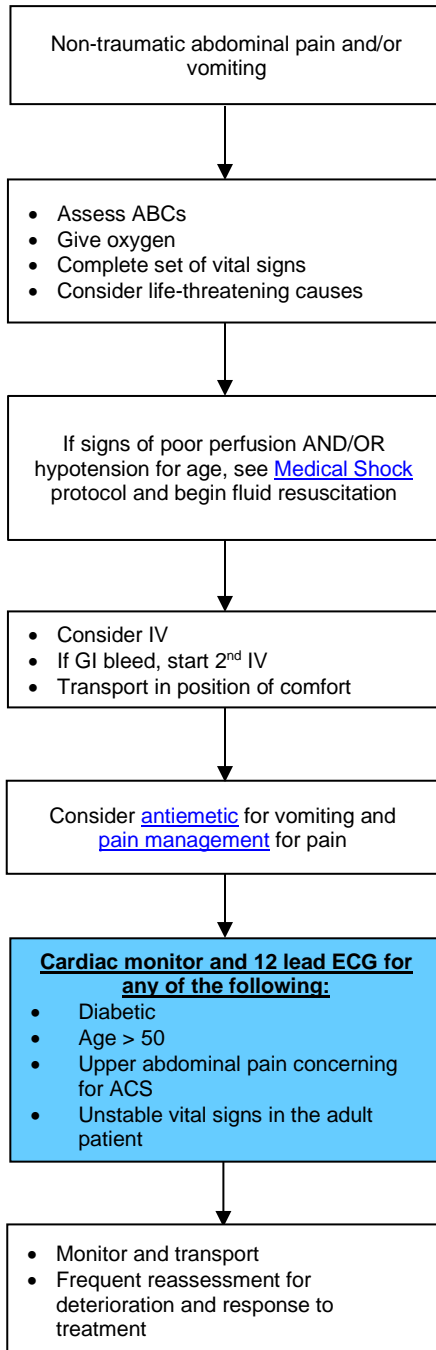 Non-traumatic abdominal pain and/or
vomiting
• Assess ABCs
• Give oxygen
• Complete set of vital signs
• Consider life-threatening causes
If signs of poor perfusion AND/OR
hypotension for age, see Medical Shock
protocol and begin fluid resuscitation
• Consider IV
• If GI bleed, start 2nd IV
• Transport in position of comfort
Consider antiemetic for vomiting and
pain management for pain
Cardiac monitor and 12 lead ECG for
any of the following:
• Diabetic
• Age > 50
• Upper abdominal pain concerning
for ACS
• Unstable vital signs in the adult
patient
• Monitor and transport
• Frequent reassessment for
deterioration and response to
treatment